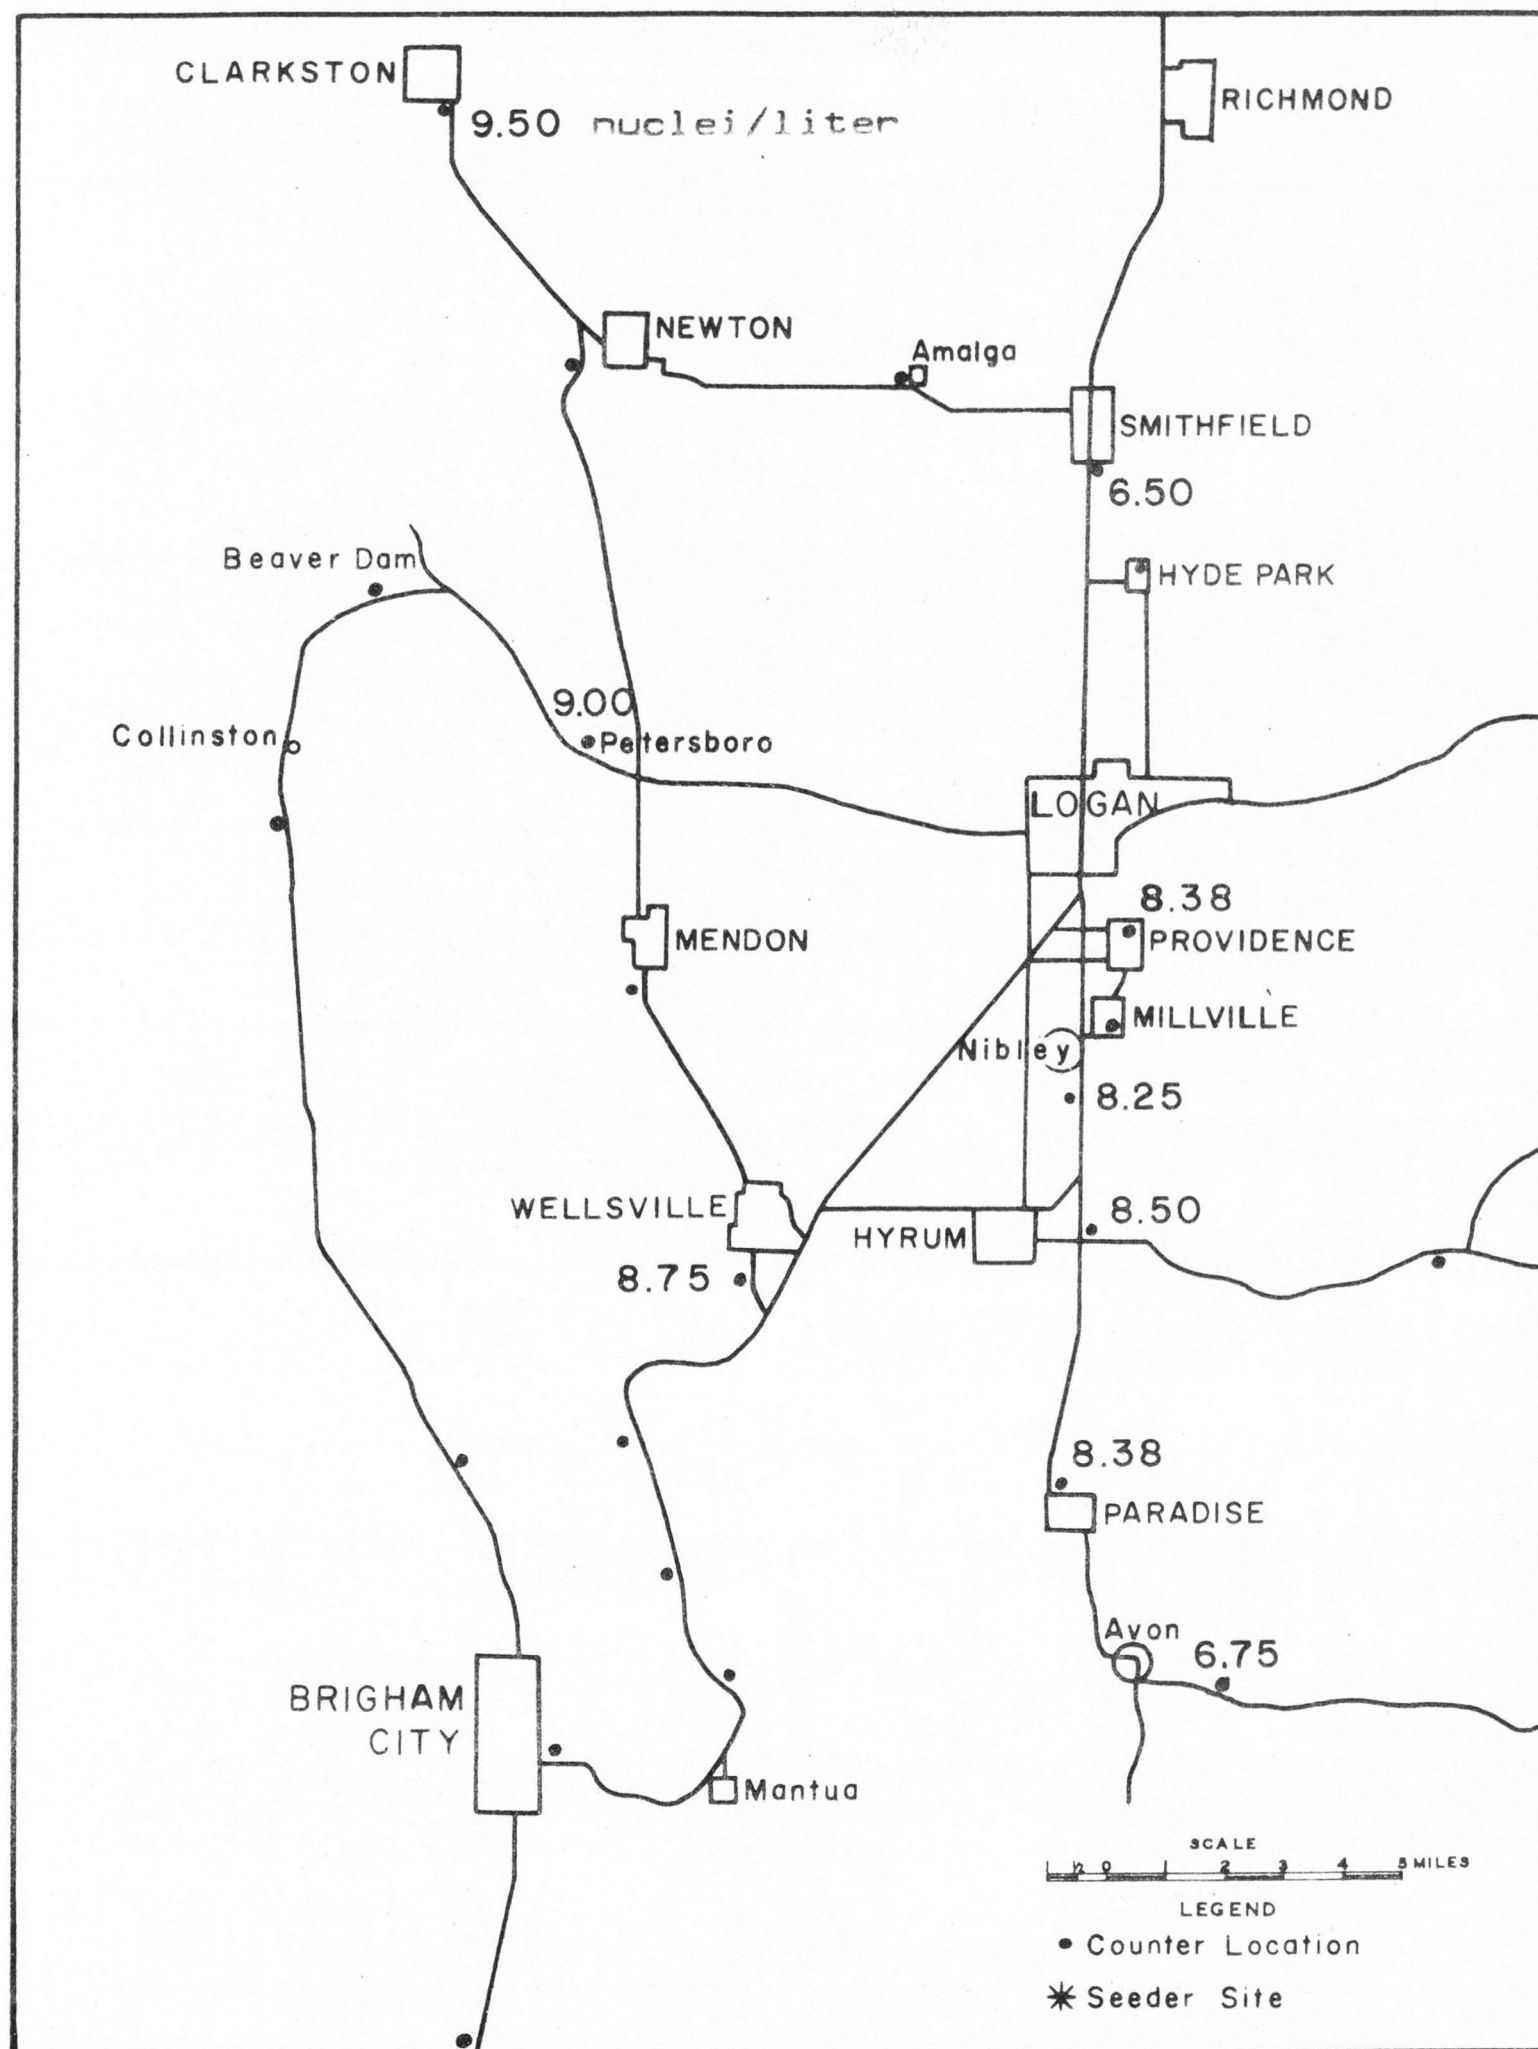 CLARKSTON
RICHMOND
9.50 nuclei/liter
NEWTON
Amalga
SMITHFIELD
6.50
Beaver Dam
HYDE PARK
9.00
Collinston
Petersboro
LOGAN
8.38
MENDON
PROVIDENCE
MILLVILLE
Nibley
8.25
WELLSVILLE
8.50
HYRUM
8.75
8.38
PARADISE
Avon
6.75
BRIGHAM
CITY
Mantua
SCALE
1 ½ 0 1 2 3 4 5 MILES
LEGEND
Counter Location
Seeder Site